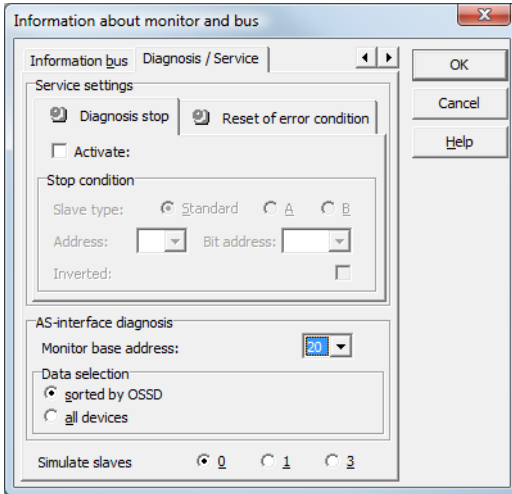 Information about monitor and bus
Information bus
Diagnosis / Service
OK
Cancel
Help
Service settings
Diagnosis stop
Reset of error condition
Activate:
Stop condition
Slave type: Standard A B
Address: Bit address:
Inverted:
AS-interface diagnosis
Monitor base address: 20
Data selection
sorted by OSSD
all devices
Simulate slaves 0 1 3